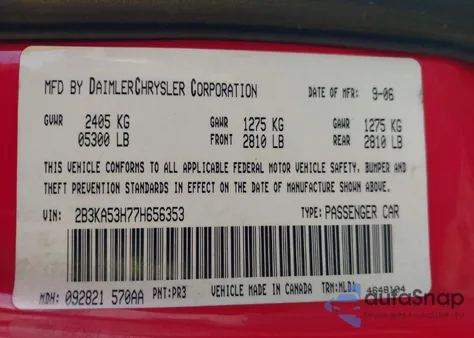 MFD BY DAIMLERCHRYSLER CORPORATION DATE OF MFR: 9-06
GVWR 2405 KG GAWR 1275 KG GAWR 1275 KG
05300 LB FRONT 2810 LB REAR 2810 LB
THIS VEHICLE CONFORMS TO ALL APPLICABLE FEDERAL MOTOR VEHICLE SAFETY, BUMPER AND
THEFT PREVENTION STANDARDS IN EFFECT ON THE DATE OF MANUFACTURE SHOWN ABOVE.
VIN: 2B3KA53H77H656353 TYPE: PASSENGER CAR
MDH: 092821 570AA PNT: PR3 VEHICLE MADE IN CANADA TRM: MLD1 4648104
autoSnap